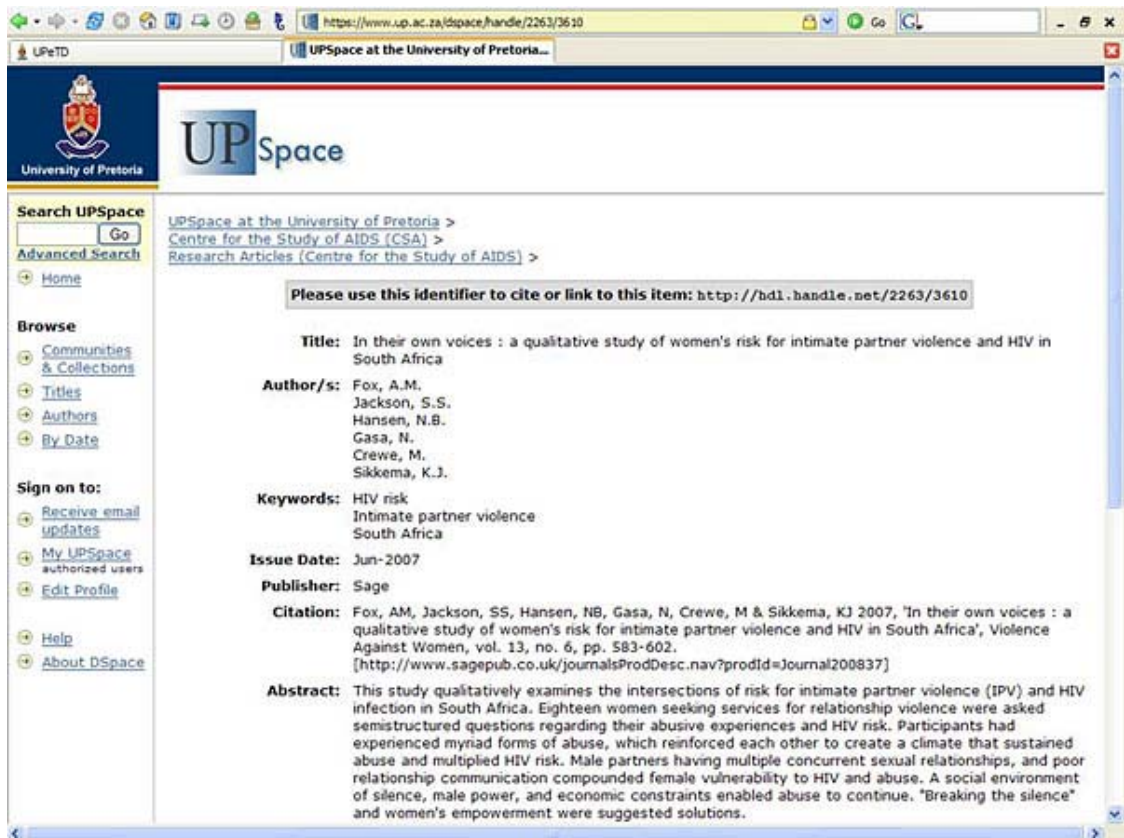 https://www.up.ac.za/dspace/handle/2263/3610
Go
UPeTD
UPSpace at the University of Pretoria...
University of Pretoria
UPSpace
Search UPSpace
Go
Advanced Search
Home
Browse
Communities
& Collections
Titles
Authors
By Date
Sign on to:
Receive email
updates
My UPSpace
authorized users
Edit Profile
Help
About DSpace
UPSpace at the University of Pretoria >
Centre for the Study of AIDS (CSA) >
Research Articles (Centre for the Study of AIDS) >
Please use this identifier to cite or link to this item: http://hdl.handle.net/2263/3610
Title: In their own voices : a qualitative study of women's risk for intimate partner violence and HIV in
South Africa
Author/s: Fox, A.M.
Jackson, S.S.
Hansen, N.B.
Gasa, N.
Crewe, M.
Sikkema, K.J.
Keywords: HIV risk
Intimate partner violence
South Africa
Issue Date: Jun-2007
Publisher: Sage
Citation: Fox, AM, Jackson, SS, Hansen, NB, Gasa, N, Crewe, M & Sikkema, KJ 2007, 'In their own voices : a
qualitative study of women's risk for intimate partner violence and HIV in South Africa', Violence
Against Women, vol. 13, no. 6, pp. 583-602.
[http://www.sagepub.co.uk/journalsProdDesc.nav?prodId=Journal200837]
Abstract: This study qualitatively examines the intersections of risk for intimate partner violence (IPV) and HIV
infection in South Africa. Eighteen women seeking services for relationship violence were asked
semistructured questions regarding their abusive experiences and HIV risk. Participants had
experienced myriad forms of abuse, which reinforced each other to create a climate that sustained
abuse and multiplied HIV risk. Male partners having multiple concurrent sexual relationships, and poor
relationship communication compounded female vulnerability to HIV and abuse. A social environment
of silence, male power, and economic constraints enabled abuse to continue. "Breaking the silence"
and women's empowerment were suggested solutions.